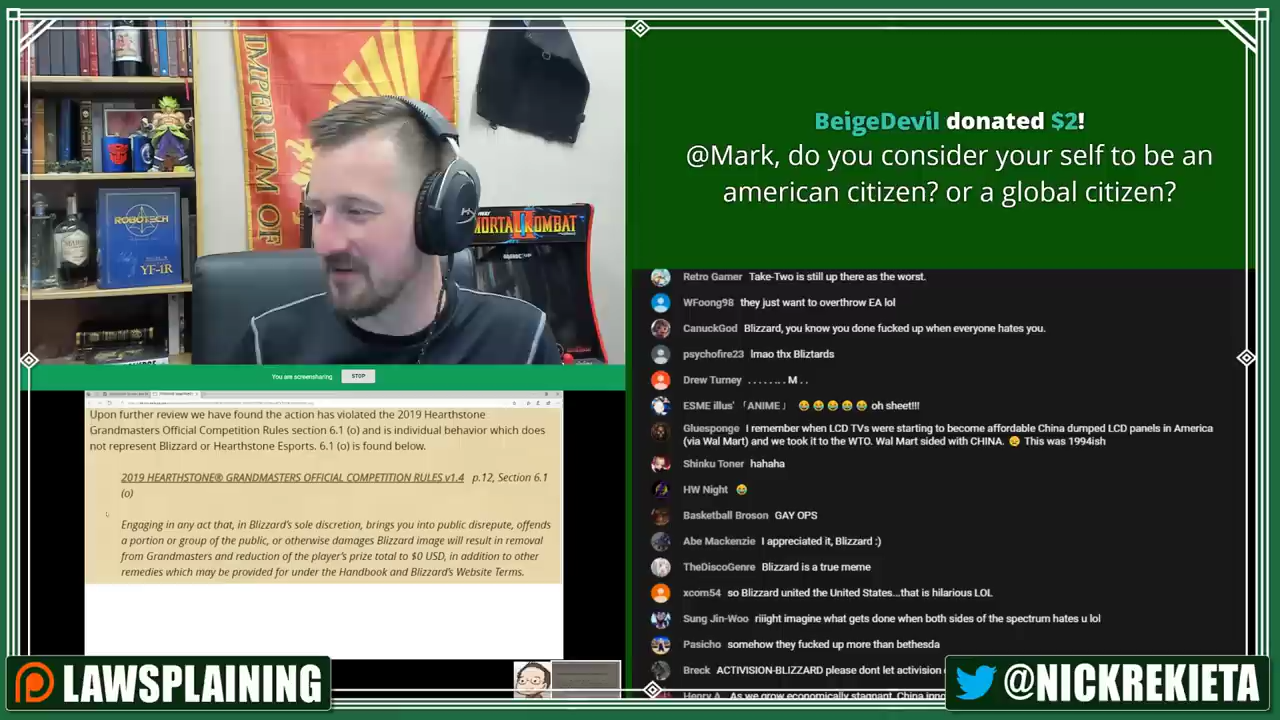 BeigeDevil donated $2!
@Mark, do you consider your self to be an
american citizen? or a global citizen?
IMPERIVM OF
ROBOTECH
YF-1R
MORTAL KOMBAT
II
You are screensharing STOP
Upon further review we have found the action has violated the 2019 Hearthstone
Grandmasters Official Competition Rules section 6.1 (o) and is individual behavior which does
not represent Blizzard or Hearthstone Esports. 6.1 (o) is found below.
2019 HEARTHSTONE® GRANDMASTERS OFFICIAL COMPETITION RULES v1.4 p.12, Section 6.1
(o)
Engaging in any act that, in Blizzard's sole discretion, brings you into public disrepute, offends
a portion or group of the public, or otherwise damages Blizzard image will result in removal
from Grandmasters and reduction of the player's prize total to $0 USD, in addition to other
remedies which may be provided for under the Handbook and Blizzard's Website Terms.
Retro Gamer Take-Two is still up there as the worst.
WFoong98 they just want to overthrow EA lol
CanuckGod Blizzard, you know you done fucked up when everyone hates you.
psychofire23 lmao thx Bliztards
Drew Turney . . . . . . . . M . .
ESME illus' 「ANIME」 😂😂😂😂😂 oh sheet!!!
Gluesponge I remember when LCD TVs were starting to become affordable China dumped LCD panels in America
(via Wal Mart) and we took it to the WTO. Wal Mart sided with CHINA. 😞 This was 1994ish
Shinku Toner hahaha
HW Night 😂
Basketball Broson GAY OPS
Abe Mackenzie I appreciated it, Blizzard :)
TheDiscoGenre Blizzard is a true meme
xcom54 so Blizzard united the United States...that is hilarious LOL
Sung Jin-Woo riiight imagine what gets done when both sides of the spectrum hates u lol
Pasicho somehow they fucked up more than bethesda
Breck ACTIVISION-BLIZZARD please dont let activision
Henry A. As we grow economically stagnant, China
LAWSPLAINING
@NICKREKIETA